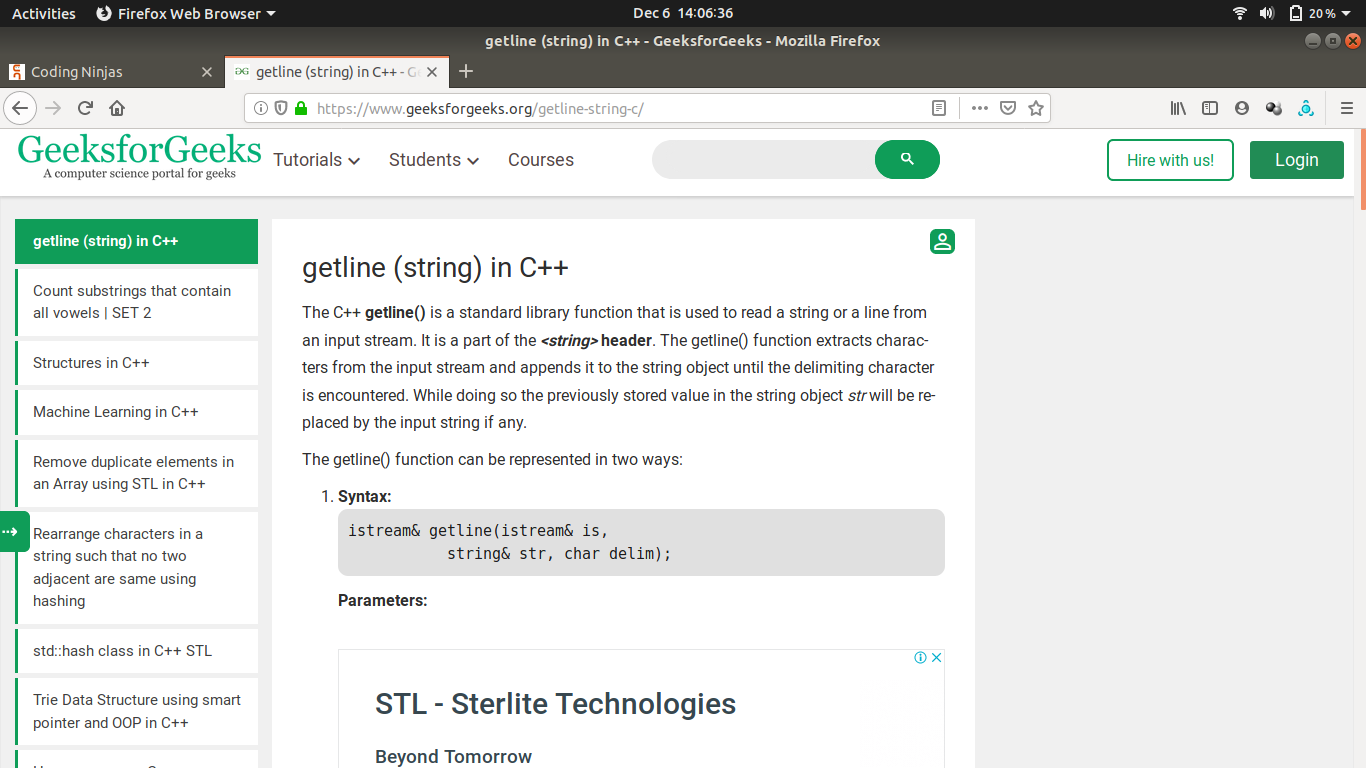 Activities Firefox Web Browser Dec 6 14:06:36 20%
getline (string) in C++ - GeeksforGeeks - Mozilla Firefox
Coding Ninjas getline (string) in C++ - G
https://www.geeksforgeeks.org/getline-string-c/
GeeksforGeeks
A computer science portal for geeks
Tutorials Students Courses Hire with us! Login
getline (string) in C++
Count substrings that contain
all vowels | SET 2
Structures in C++
Machine Learning in C++
Remove duplicate elements in
an Array using STL in C++
Rearrange characters in a
string such that no two
adjacent are same using
hashing
std::hash class in C++ STL
Trie Data Structure using smart
pointer and OOP in C++
getline (string) in C++
The C++ getline() is a standard library function that is used to read a string or a line from
an input stream. It is a part of the <string> header. The getline() function extracts charac-
ters from the input stream and appends it to the string object until the delimiting character
is encountered. While doing so the previously stored value in the string object str will be re-
placed by the input string if any.
The getline() function can be represented in two ways:
1. Syntax:
istream& getline(istream& is,
string& str, char delim);
Parameters:
STL - Sterlite Technologies
Beyond Tomorrow